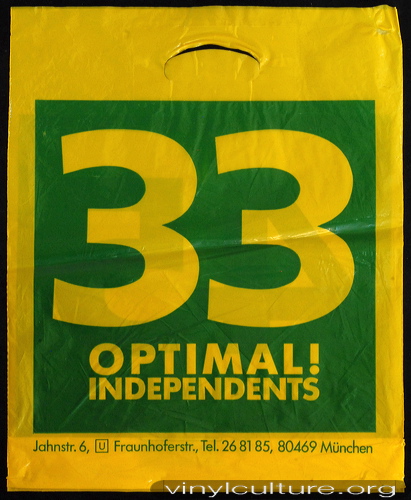 33
OPTIMAL!
INDEPENDENTS
Jahnstr. 6, U Fraunhoferstr., Tel. 26 81 85, 80469 München
vinylculture.org